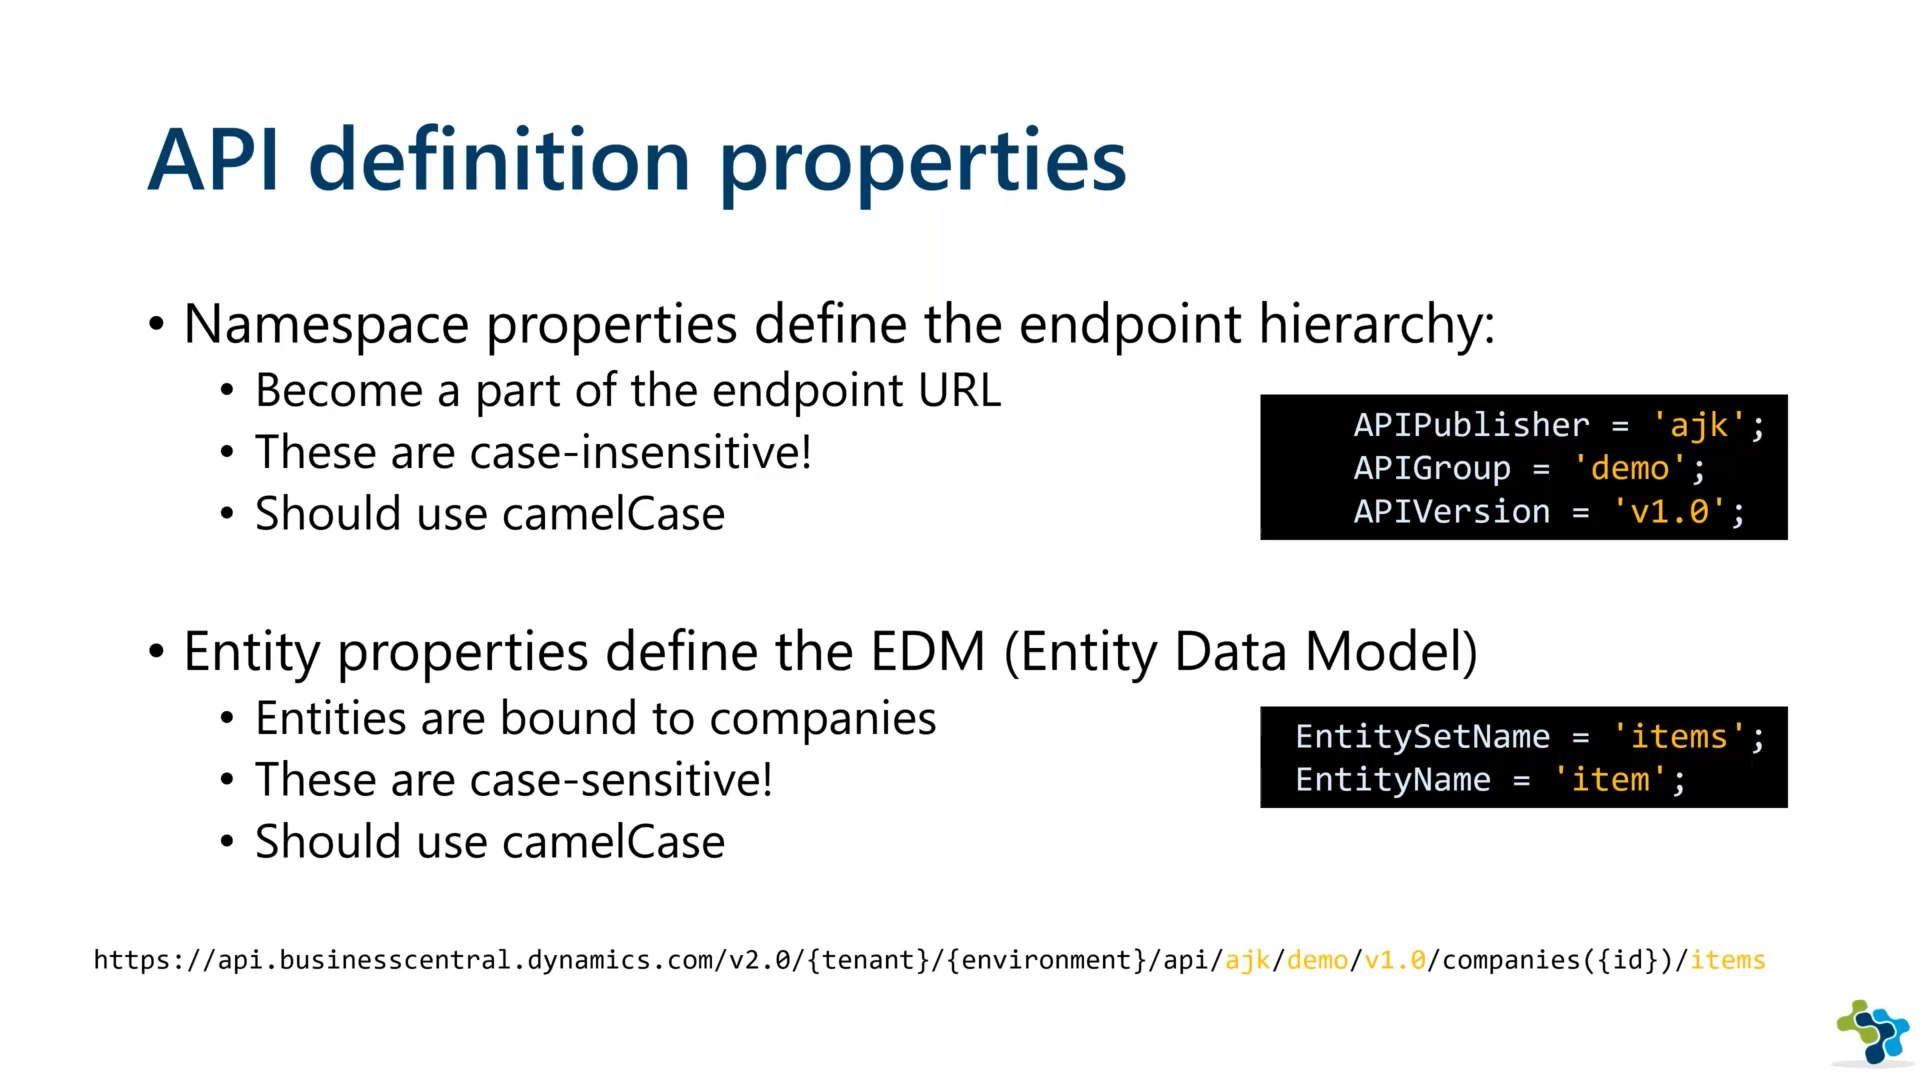 API definition properties
• Namespace properties define the endpoint hierarchy:
• Become a part of the endpoint URL
• These are case-insensitive!
• Should use camelCase
APIPublisher = 'ajk';
APIGroup = 'demo';
APIVersion = 'v1.0';
• Entity properties define the EDM (Entity Data Model)
• Entities are bound to companies
• These are case-sensitive!
• Should use camelCase
EntitySetName = 'items';
EntityName = 'item';
https://api.businesscentral.dynamics.com/v2.0/{tenant}/{environment}/api/ajk/demo/v1.0/companies({id})/items